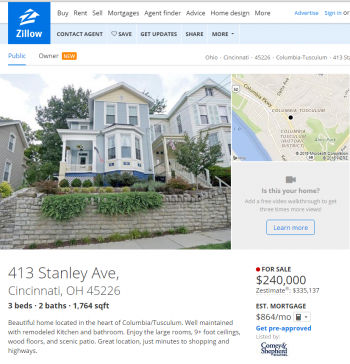 Buy Rent Sell Mortgages Agent finder Advice Home design More
Advertise Sign in or
Zillow
CONTACT AGENT SAVE GET UPDATES SHARE MORE
Public Owner NEW
Ohio · Cincinnati · 45226 · Columbia-Tusculum · 413 St
COLUMBIA TUSCULUM
COLUMBIA
TUSCULUM
HISTORIC
DISTRICT
Is this your home?
Add a free video walkthrough to get
three times more views!
Learn more
413 Stanley Ave,
Cincinnati, OH 45226
3 beds · 2 baths · 1,764 sqft
Beautiful home located in the heart of Columbia/Tusculum. Well maintained
with remodeled Kitchen and bathroom. Enjoy the large rooms, 9+ foot ceilings,
wood floors, and scenic patio. Great location, just minutes to shopping and
highways.
FOR SALE
$240,000
Zestimate®: $335,137
EST. MORTGAGE
$864/mo
Get pre-approved
Listed by:
Comey &
Shepherd